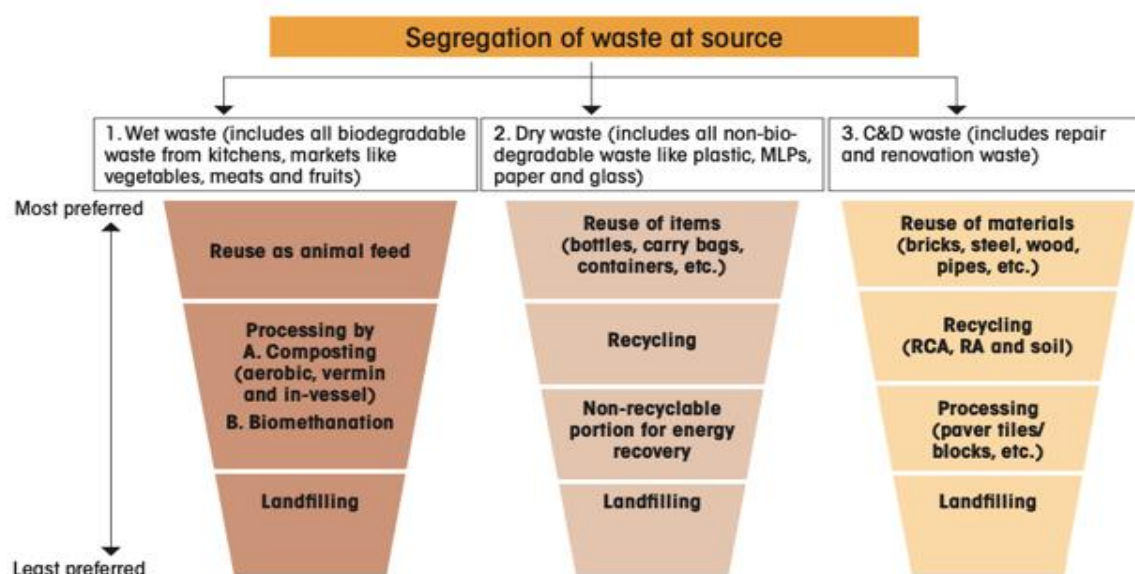 Segregation of waste at source
1. Wet waste (includes all biodegradable
waste from kitchens, markets like
vegetables, meats and fruits)
2. Dry waste (includes all non-bio-
degradable waste like plastic, MLPs,
paper and glass)
3. C&D waste (includes repair
and renovation waste)
Most preferred
Reuse as animal feed
Processing by
A. Composting
(aerobic, vermin
and in-vessel)
B. Biomethanation
Landfilling
Reuse of items
(bottles, carry bags,
containers, etc.)
Recycling
Non-recyclable
portion for energy
recovery
Landfilling
Reuse of materials
(bricks, steel, wood,
pipes, etc.)
Recycling
(RCA, RA and soil)
Processing
(paver tiles/
blocks, etc.)
Landfilling
Least preferred